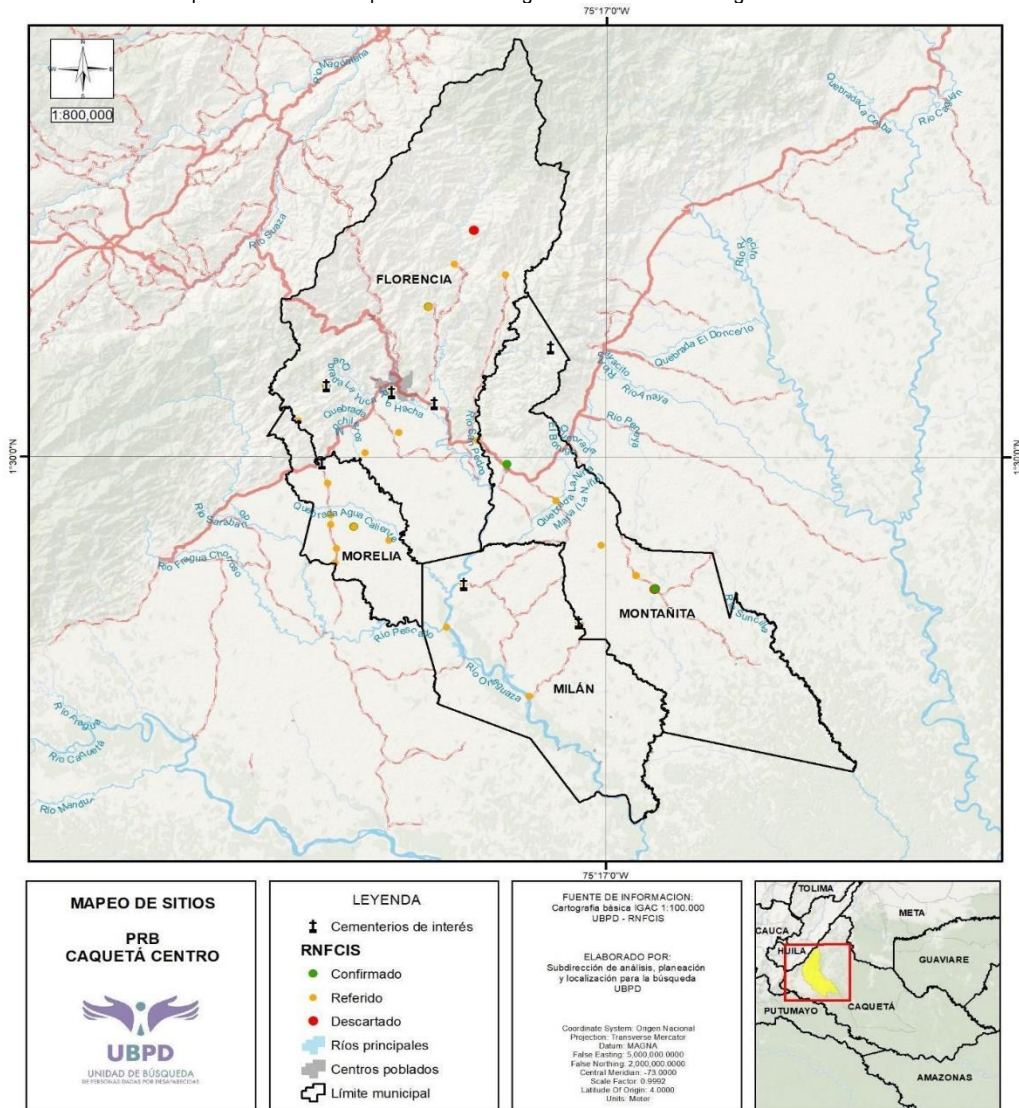 75°17'0"W
N
W
E
S
1:800,000
Río Magdalena
Río Suaza
Quebrada La Ceiba
Río Caguán
FLORENCIA
Quebrada El Doncello
Río Anaya
Río Peneya
Quebrada La Yuca
Río Hacha
Río San Pedro
1°30'0"N
1°30'0"N
Quebrada Agua Caliente
MORELIA
Río Fragua Chorroso
MONTAÑITA
Río Pescado
Río Orteguaza
MILÁN
Río Fragua
Río Caquetá
75°17'0"W
MAPEO DE SITIOS
PRB
CAQUETÁ CENTRO
UBPD
UNIDAD DE BÚSQUEDA
DE PERSONAS DADAS POR DESAPARECIDAS
LEYENDA
Cementerios de interés
RNFCIS
Confirmado
Referido
Descartado
Ríos principales
Centros poblados
Límite municipal
FUENTE DE INFORMACION:
Cartografía básica IGAC 1:100.000
UBPD - RNFCIS
ELABORADO POR:
Subdirección de análisis, planeación
y localización para la búsqueda
UBPD
Coordinate System: Origen Nacional
Projection: Transverse Mercator
Datum: MAGNA
False Easting: 5,000,000.0000
False Northing: 2,000,000.0000
Central Meridian: -73.0000
Scale Factor: 0.9992
Latitude Of Origin: 4.0000
Units: Meter
TOLIMA
META
CAUCA
HUILA
GUAVIARE
CAQUETÁ
PUTUMAYO
AMAZONAS